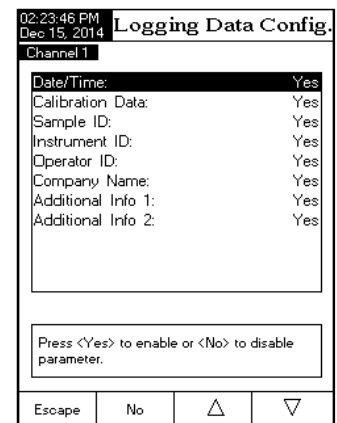 02:23:46 PM
Dec 15, 2014
Logging Data Config.
Channel 1
Date/Time: Yes
Calibration Data: Yes
Sample ID: Yes
Instrument ID: Yes
Operator ID: Yes
Company Name: Yes
Additional Info 1: Yes
Additional Info 2: Yes
Press <Yes> to enable or <No> to disable
parameter.
Escape No △ ▽